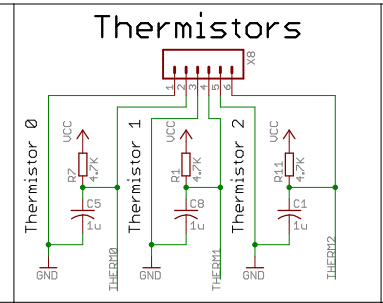 Thermistors
X8
1 2 3 4 5 6
Thermistor 0
VCC
R7
4.7K
C5
1u
GND
THERM0
Thermistor 1
VCC
R1
4.7K
C8
1u
GND
THERM1
Thermistor 2
VCC
R11
4.7K
C1
1u
GND
THERM2